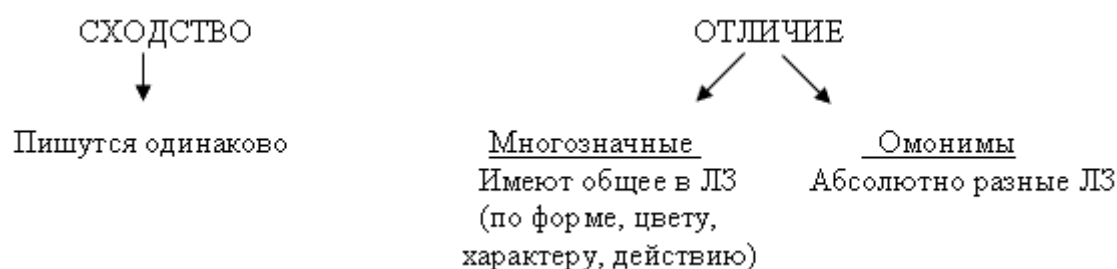 СХОДСТВО ОТЛИЧИЕ
Пишутся одинаково Многозначные Омонимы
Имеют общее в ЛЗ Абсолютно разные ЛЗ
(по форме, цвету,
характеру, действию)